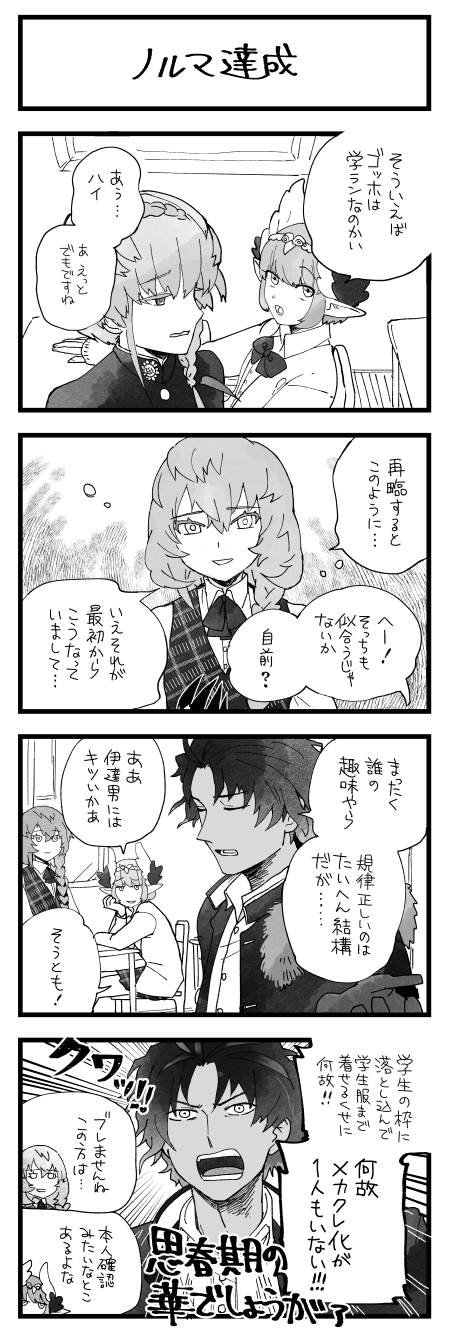 ノルマ達成
そういえば
ゴッホは
学ランなのかい
あぅ…
ハイ
あ えっと
でもですね
再臨すると
このように…
へー!
そっちも
似合うじゃ
ないか
自前?
いえそれが
最初から
こうなって
いまして…
まったく
誰の
趣味やら
規律正しいのは
たいへん結構
だが……
ああ
伊達男には
キツいかあ
そうとも!
学生の枠に
落とし込んで
学生服まで
着せるくせに
何故!!
何故
メカクレ化が
1人もいない!!!
クワッ!!
思春期の
華でしょうが〜
ブレませんね
この方は…
本人確認
みたいなとこ
あるよな